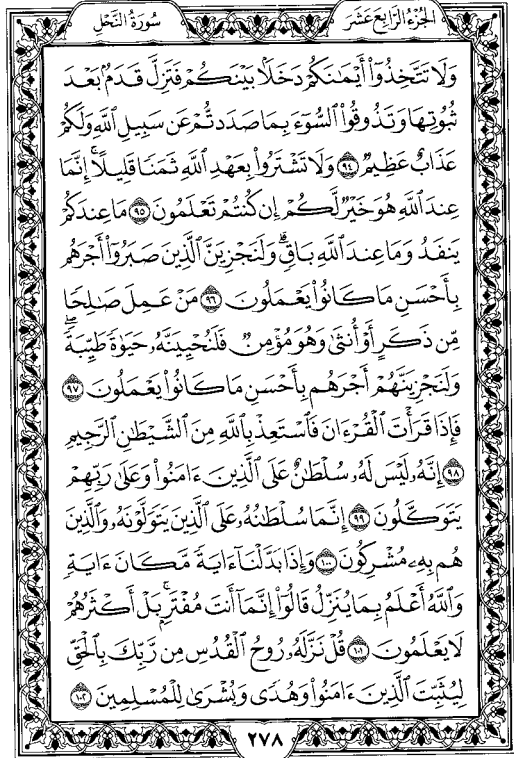 الجزء الرابع عشر
سورة النحل
وَلَا تَتَّخِذُوٓا۟ أَيْمَٰنَكُمْ دَخَلًۢا بَيْنَكُمْ فَتَزِلَّ قَدَمٌۢ بَعْدَ
ثُبُوتِهَا وَتَذُوقُوا۟ ٱلسُّوٓءَ بِمَا صَدَدتُّمْ عَن سَبِيلِ ٱللَّهِ وَلَكُمْ
عَذَابٌ عَظِيمٌ ٩٤ وَلَا تَشْتَرُوا۟ بِعَهْدِ ٱللَّهِ ثَمَنًا قَلِيلًا ۚ إِنَّمَا
عِندَ ٱللَّهِ هُوَ خَيْرٌ لَّكُمْ إِن كُنتُمْ تَعْلَمُونَ ٩٥ مَا عِندَكُمْ
يَنفَدُ وَمَا عِندَ ٱللَّهِ بَاقٍ ۗ وَلَنَجْزِيَنَّ ٱلَّذِينَ صَبَرُوٓا۟ أَجْرَهُم
بِأَحْسَنِ مَا كَانُوا۟ يَعْمَلُونَ ٩٦ مَنْ عَمِلَ صَٰلِحًا
مِّن ذَكَرٍ أَوْ أُنثَىٰ وَهُوَ مُؤْمِنٌ فَلَنُحْيِيَنَّهُۥ حَيَوٰةً طَيِّبَةً ۖ
وَلَنَجْزِيَنَّهُمْ أَجْرَهُم بِأَحْسَنِ مَا كَانُوا۟ يَعْمَلُونَ ٩٧
فَإِذَا قَرَأْتَ ٱلْقُرْءَانَ فَٱسْتَعِذْ بِٱللَّهِ مِنَ ٱلشَّيْطَٰنِ ٱلرَّجِيمِ
٩٨ إِنَّهُۥ لَيْسَ لَهُۥ سُلْطَٰنٌ عَلَى ٱلَّذِينَ ءَامَنُوا۟ وَعَلَىٰ رَبِّهِمْ
يَتَوَكَّلُونَ ٩٩ إِنَّمَا سُلْطَٰنُهُۥ عَلَى ٱلَّذِينَ يَتَوَلَّوْنَهُۥ وَٱلَّذِينَ
هُم بِهِۦ مُشْرِكُونَ ١٠٠ وَإِذَا بَدَّلْنَآ ءَايَةً مَّكَانَ ءَايَةٍ ۙ
وَٱللَّهُ أَعْلَمُ بِمَا يُنَزِّلُ قَالُوٓا۟ إِنَّمَآ أَنتَ مُفْتَرٍۭ ۚ بَلْ أَكْثَرُهُمْ
لَا يَعْلَمُونَ ١٠١ قُلْ نَزَّلَهُۥ رُوحُ ٱلْقُدُسِ مِن رَّبِّكَ بِٱلْحَقِّ
لِيُثَبِّتَ ٱلَّذِينَ ءَامَنُوا۟ وَهُدًى وَبُشْرَىٰ لِلْمُسْلِمِينَ ١٠٢
٢٧٨